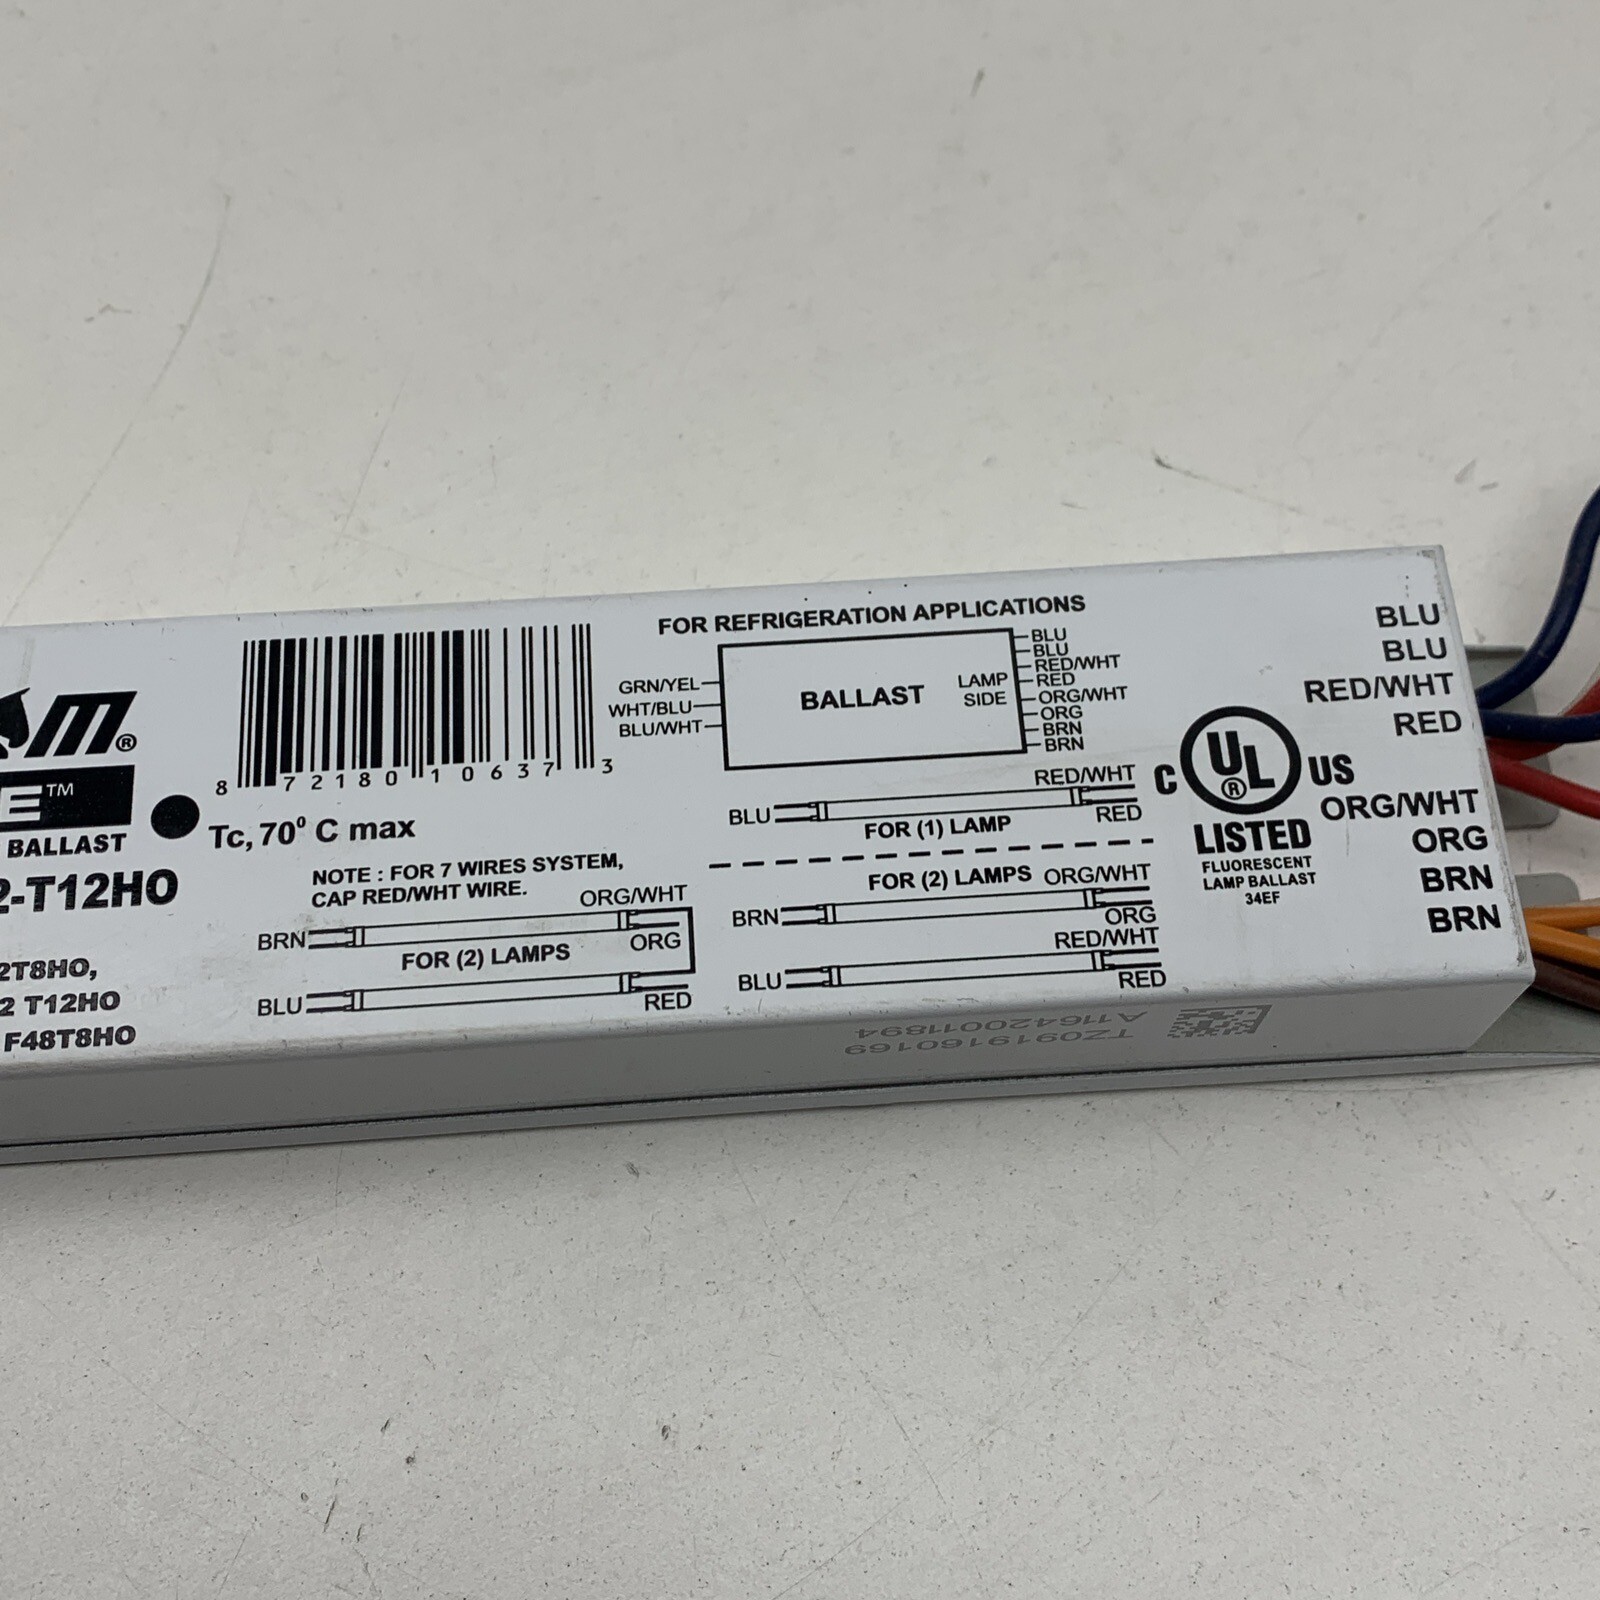 m®
E™
BALLAST
2-T12HO
2T8HO,
2 T12HO
F48T8HO
8 72180 10637 3
Tc, 70⁰ C max
NOTE : FOR 7 WIRES SYSTEM,
CAP RED/WHT WIRE.
ORG/WHT
BRN
ORG
FOR (2) LAMPS
BLU
RED
FOR REFRIGERATION APPLICATIONS
GRN/YEL
WHT/BLU
BLU/WHT
BALLAST
LAMP
SIDE
BLU
BLU
RED/WHT
RED
ORG/WHT
ORG
BRN
BRN
RED/WHT
BLU
RED
FOR (1) LAMP
FOR (2) LAMPS
ORG/WHT
BRN
ORG
RED/WHT
BLU
RED
C UL® US
LISTED
FLUORESCENT
LAMP BALLAST
34EF
BLU
BLU
RED/WHT
RED
ORG/WHT
ORG
BRN
BRN
TZ0919160169
A116420011894